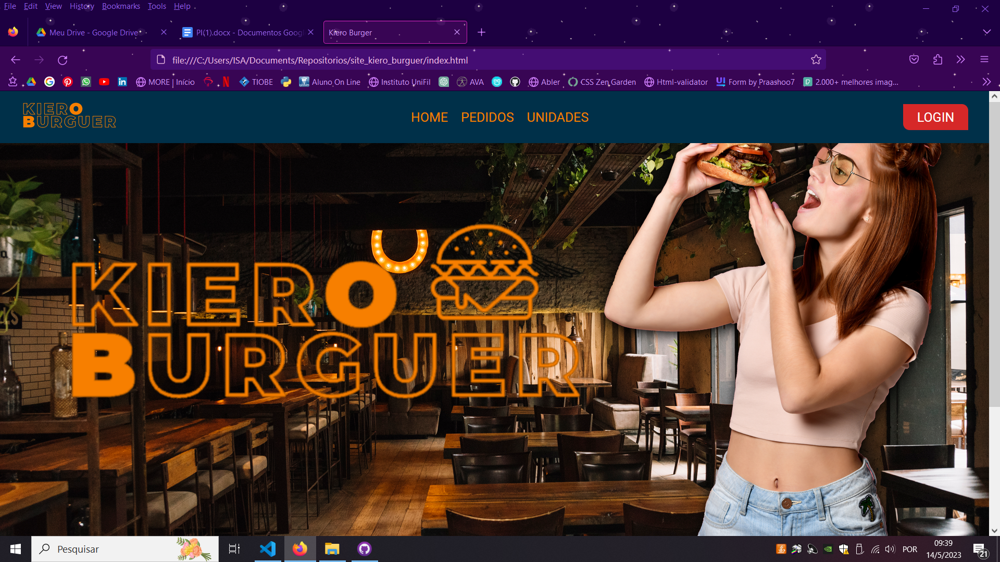 File Edit View History Bookmarks Tools Help
Meu Drive - Google Drive
PI(1).docx - Documentos Googl
Kiero Burger
file:///C:/Users/ISA/Documents/Repositorios/site_kiero_burguer/index.html
MORE | Início
TIOBE
Aluno On Line
Instituto UniFil
AVA
Abler
CSS Zen Garden
Html-validator
Form by Praashoo7
2.000+ melhores imag...
KIERO
BURGUER
HOME PEDIDOS UNIDADES
LOGIN
KIERO
BURGUER
Pesquisar
POR
09:39
14/5/2023
21